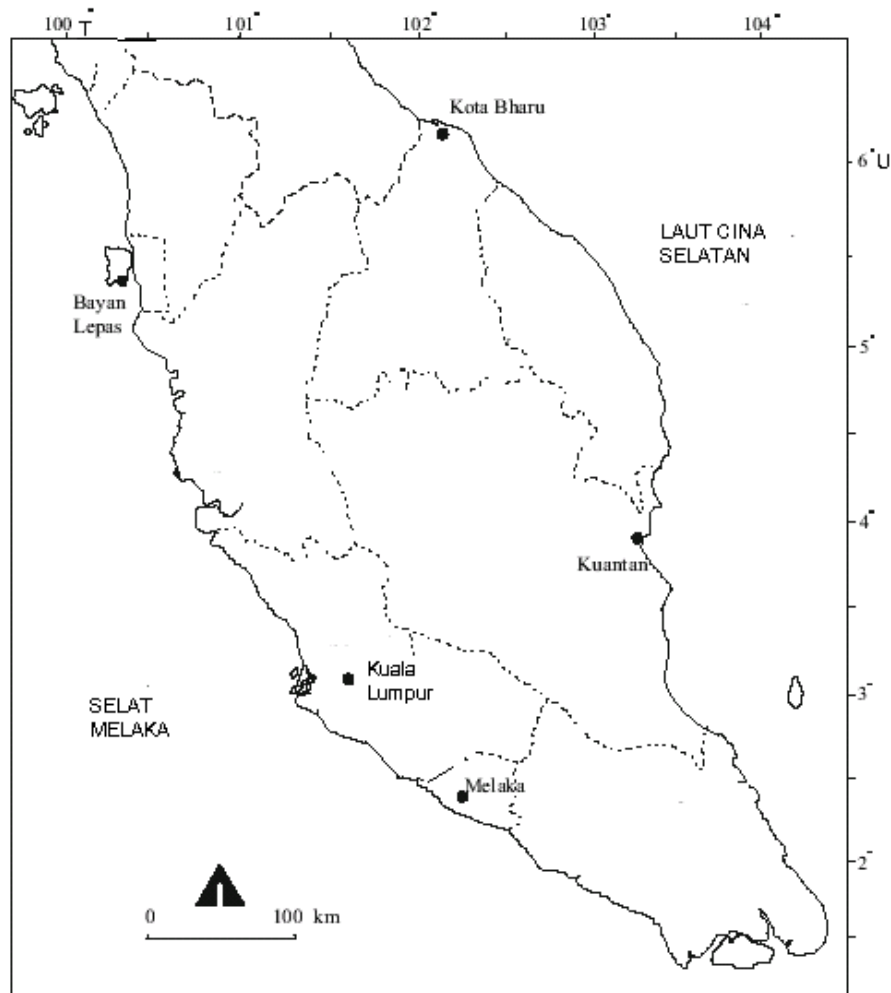 100° T
101°
102°
103°
104°
Kota Bharu
6°U
LAUT CINA
SELATAN
Bayan
Lepas
5°
4°
Kuantan
Kuala
Lumpur
3°
SELAT
MELAKA
Melaka
2°
0 100 km